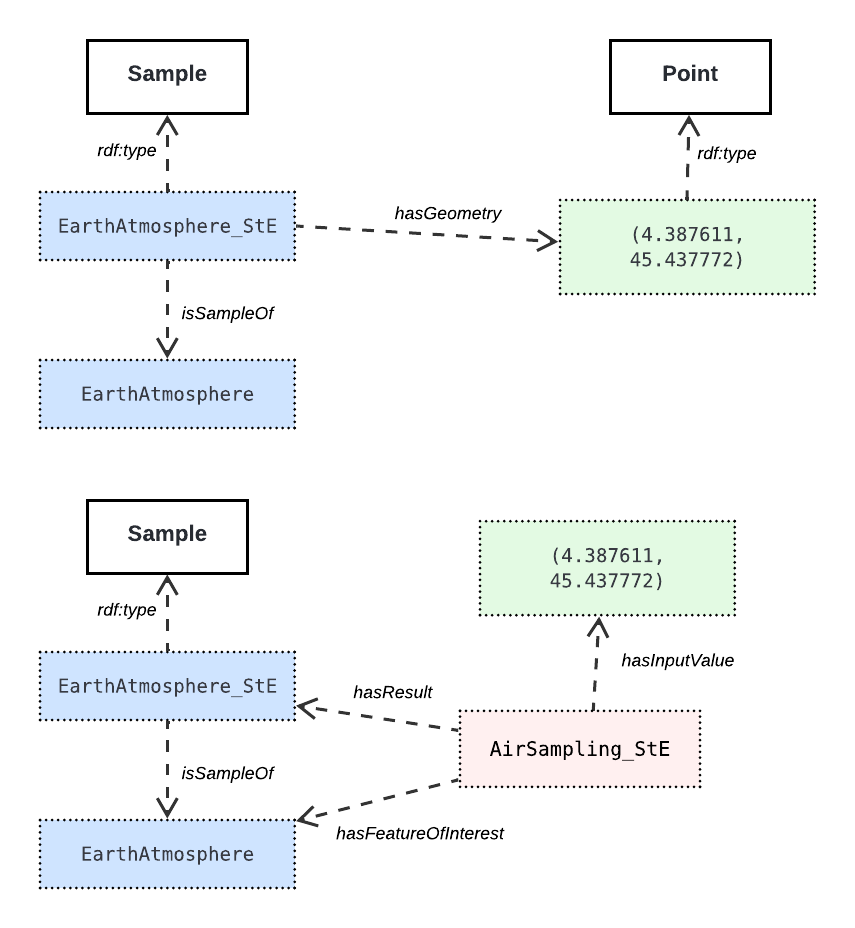 Sample
Point
rdf:type
rdf:type
EarthAtmosphere_StE
hasGeometry
(4.387611,
45.437772)
isSampleOf
EarthAtmosphere
Sample
(4.387611,
45.437772)
rdf:type
hasInputValue
EarthAtmosphere_StE
hasResult
AirSampling_StE
isSampleOf
hasFeatureOfInterest
EarthAtmosphere